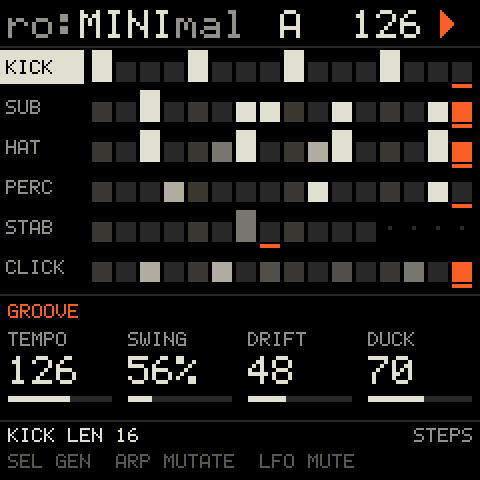 ro:MINImal A 126
KICK
SUB
HAT
PERC
STAB
CLICK
GROOVE
TEMPO SWING DRIFT DUCK
126 56% 48 70
KICK LEN 16 STEPS
SEL GEN ARP MUTATE LFO MUTE